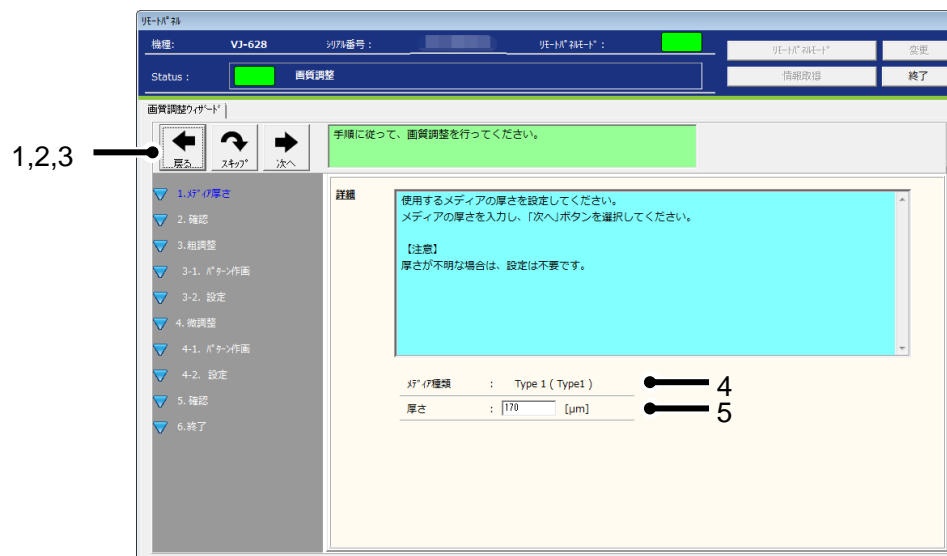 ﾘﾓｰﾄﾊﾟﾈﾙ
機種: VJ-628 ｼﾘｱﾙ番号： ﾘﾓｰﾄﾊﾟﾈﾙﾓｰﾄﾞ： ﾘﾓｰﾄﾊﾟﾈﾙﾓｰﾄﾞ 変更
Status： 画質調整 情報取得 終了
画質調整ｳｨｻﾞｰﾄﾞ
1,2,3
戻る ｽｷｯﾌﾟ 次へ
手順に従って、画質調整を行ってください。
1.ﾒﾃﾞｨｱ厚さ
2. 確認
3.粗調整
3-1. ﾊﾟﾀｰﾝ作画
3-2. 設定
4. 微調整
4-1. ﾊﾟﾀｰﾝ作画
4-2. 設定
5. 確認
6.終了
詳細
使用するメディアの厚さを設定してください。
メディアの厚さを入力し、「次へ」ボタンを選択してください。
【注意】
厚さが不明な場合は、設定は不要です。
ﾒﾃﾞｨｱ種類 : Type 1 ( Type1 ) 4
厚さ : 170 [μm] 5